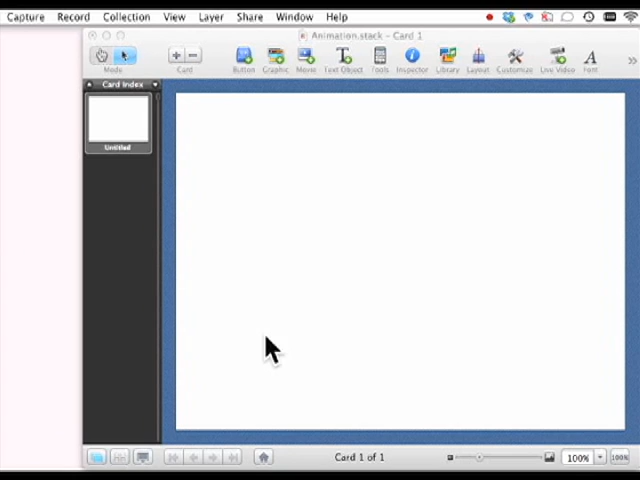 Capture Record Collection View Layer Share Window Help
Animation.stack - Card 1
Mode Card Button Graphic Movie Text Object Tools Inspector Library Layout Customize Live Video Font
Card Index
Untitled
Card 1 of 1
100%
100%